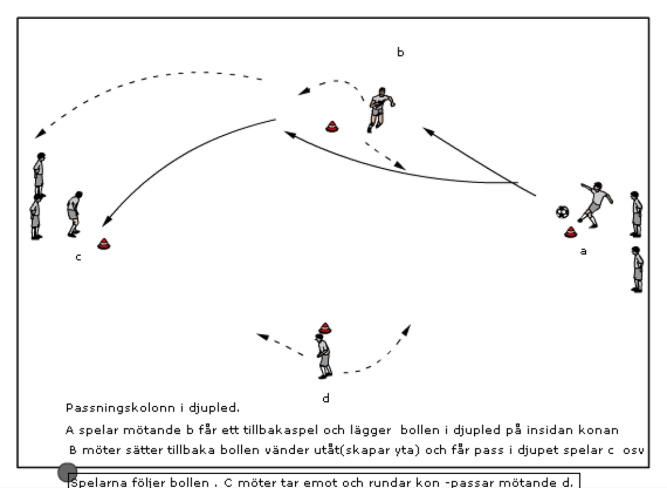 b
c
a
d
Passningskolonn i djupled.
A spelar mötande b får ett tillbakaspel och lägger bollen i djupled på insidan konan
B möter sätter tillbaka bollen vänder utåt(skapar yta) och får pass i djupet spelar c osv
Spelarna följer bollen . C möter tar emot och rundar kon -passar mötande d.